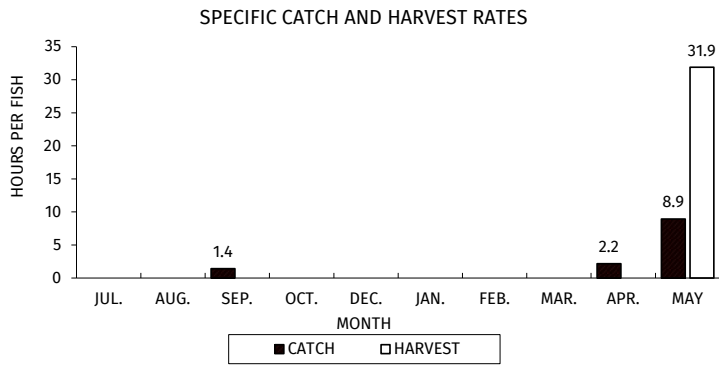 SPECIFIC CATCH AND HARVEST RATES
HOURS PER FISH
35
30
25
20
15
10
5
0
1.4
2.2
8.9
31.9
JUL. AUG. SEP. OCT. DEC. JAN. FEB. MAR. APR. MAY
MONTH
CATCH HARVEST